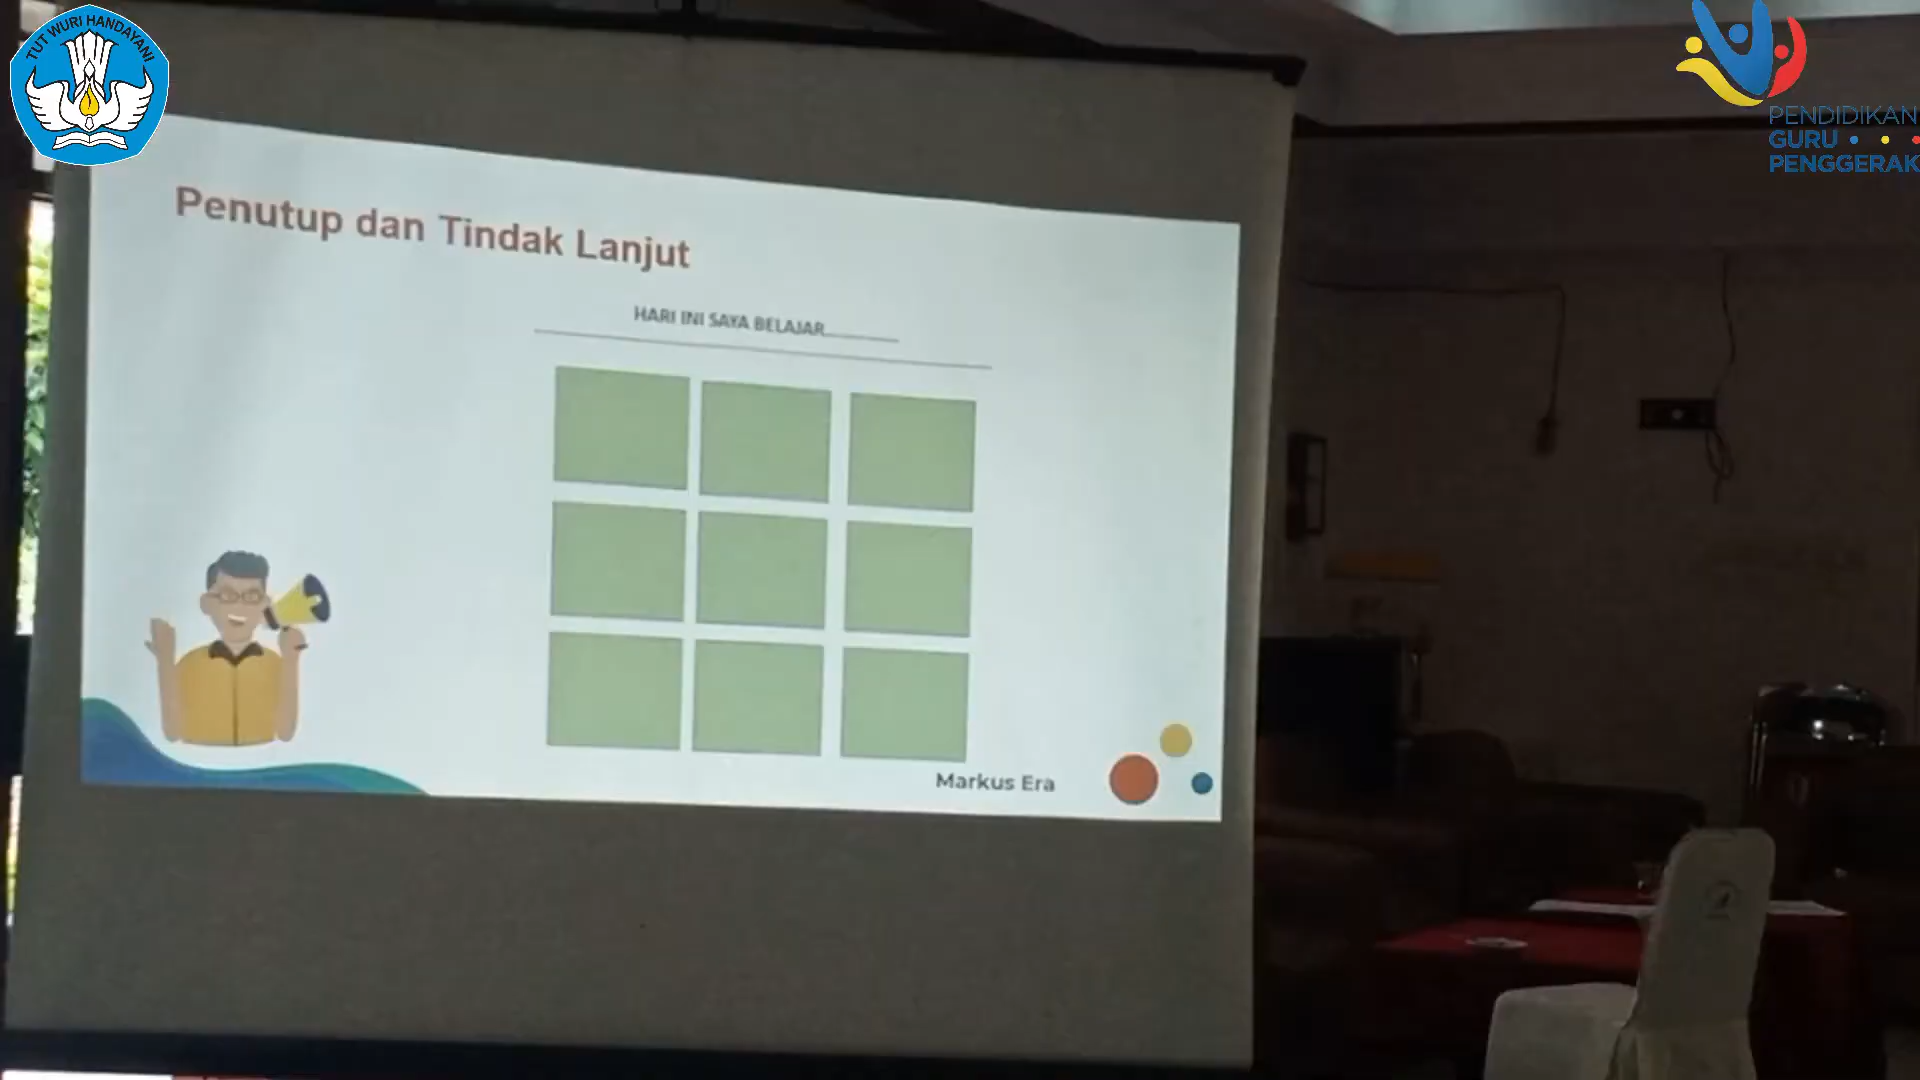 TUT WURI HANDAYANI
PENDIDIKAN
GURU
PENGGERAK
Penutup dan Tindak Lanjut
HARI INI SAYA BELAJAR
Markus Era